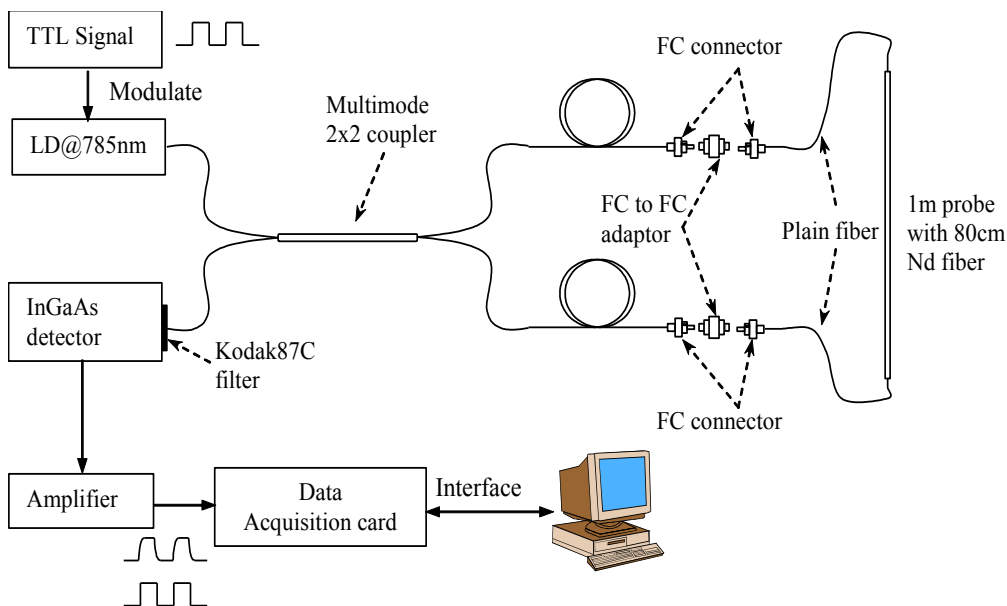 TTL Signal
Modulate
LD@785nm
Multimode
2x2 coupler
FC connector
FC to FC
adaptor
Plain fiber
1m probe
with 80cm
Nd fiber
InGaAs
detector
Kodak87C
filter
FC connector
Amplifier
Data
Acquisition card
Interface